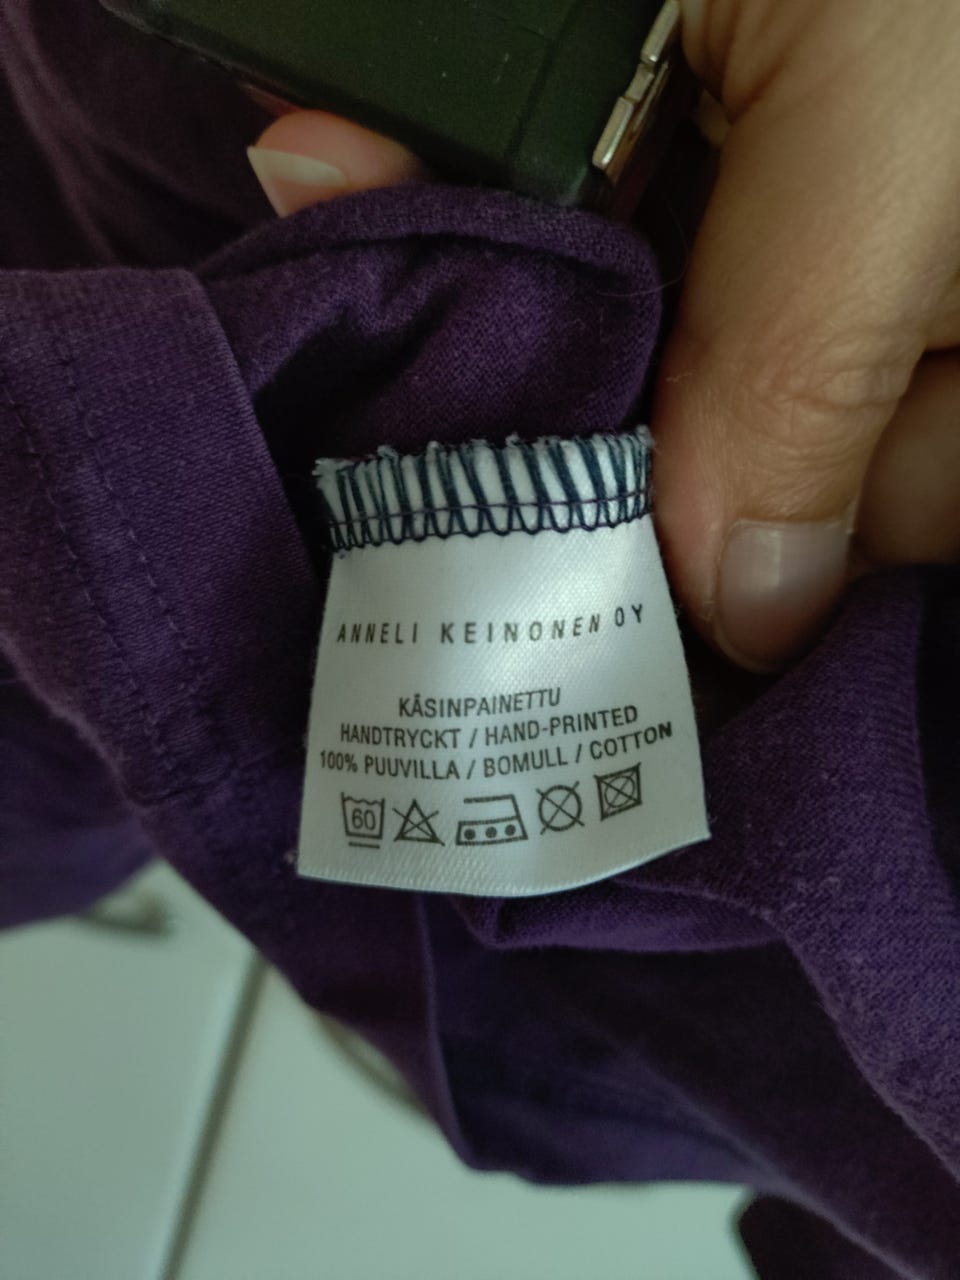 ANNELI KEINONEN OY
KÄSINPAINETTU
HANDTRYCKT / HAND-PRINTED
100% PUUVILLA / BOMULL / COTTON
60